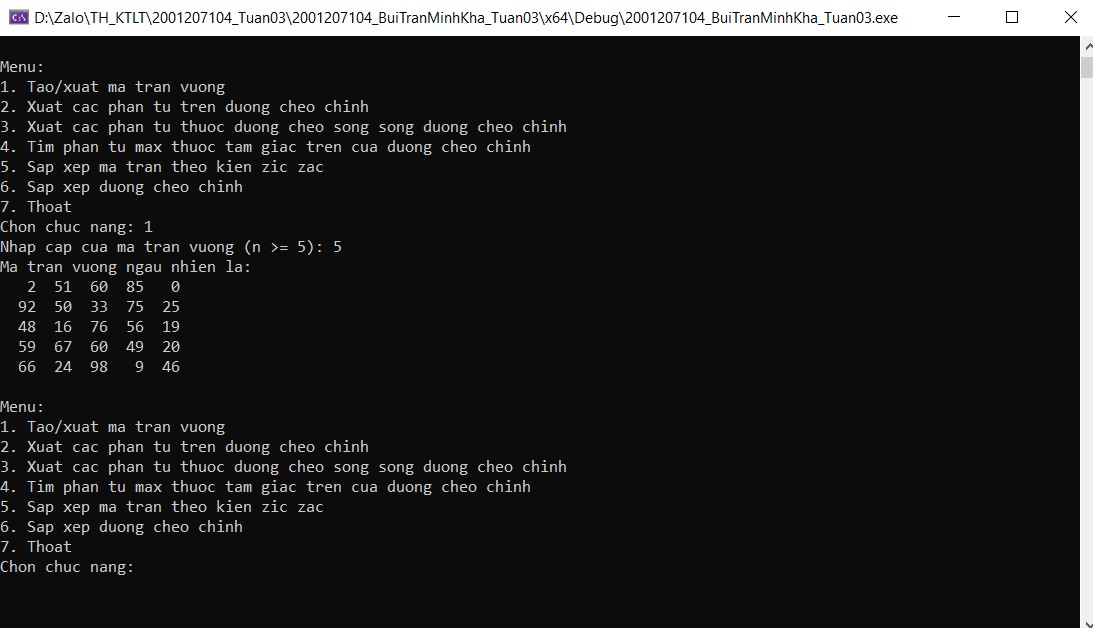 D:\Zalo\TH_KTLT\2001207104_Tuan03\2001207104_BuiTranMinhKha_Tuan03\x64\Debug\2001207104_BuiTranMinhKha_Tuan03.exe
Menu:
1. Tao/xuat ma tran vuong
2. Xuat cac phan tu tren duong cheo chinh
3. Xuat cac phan tu thuoc duong cheo song song duong cheo chinh
4. Tim phan tu max thuoc tam giac tren cua duong cheo chinh
5. Sap xep ma tran theo kien zic zac
6. Sap xep duong cheo chinh
7. Thoat
Chon chuc nang: 1
Nhap cap cua ma tran vuong (n >= 5): 5
Ma tran vuong ngau nhien la:
   2  51  60  85   0
  92  50  33  75  25
  48  16  76  56  19
  59  67  60  49  20
  66  24  98   9  46
Menu:
1. Tao/xuat ma tran vuong
2. Xuat cac phan tu tren duong cheo chinh
3. Xuat cac phan tu thuoc duong cheo song song duong cheo chinh
4. Tim phan tu max thuoc tam giac tren cua duong cheo chinh
5. Sap xep ma tran theo kien zic zac
6. Sap xep duong cheo chinh
7. Thoat
Chon chuc nang: